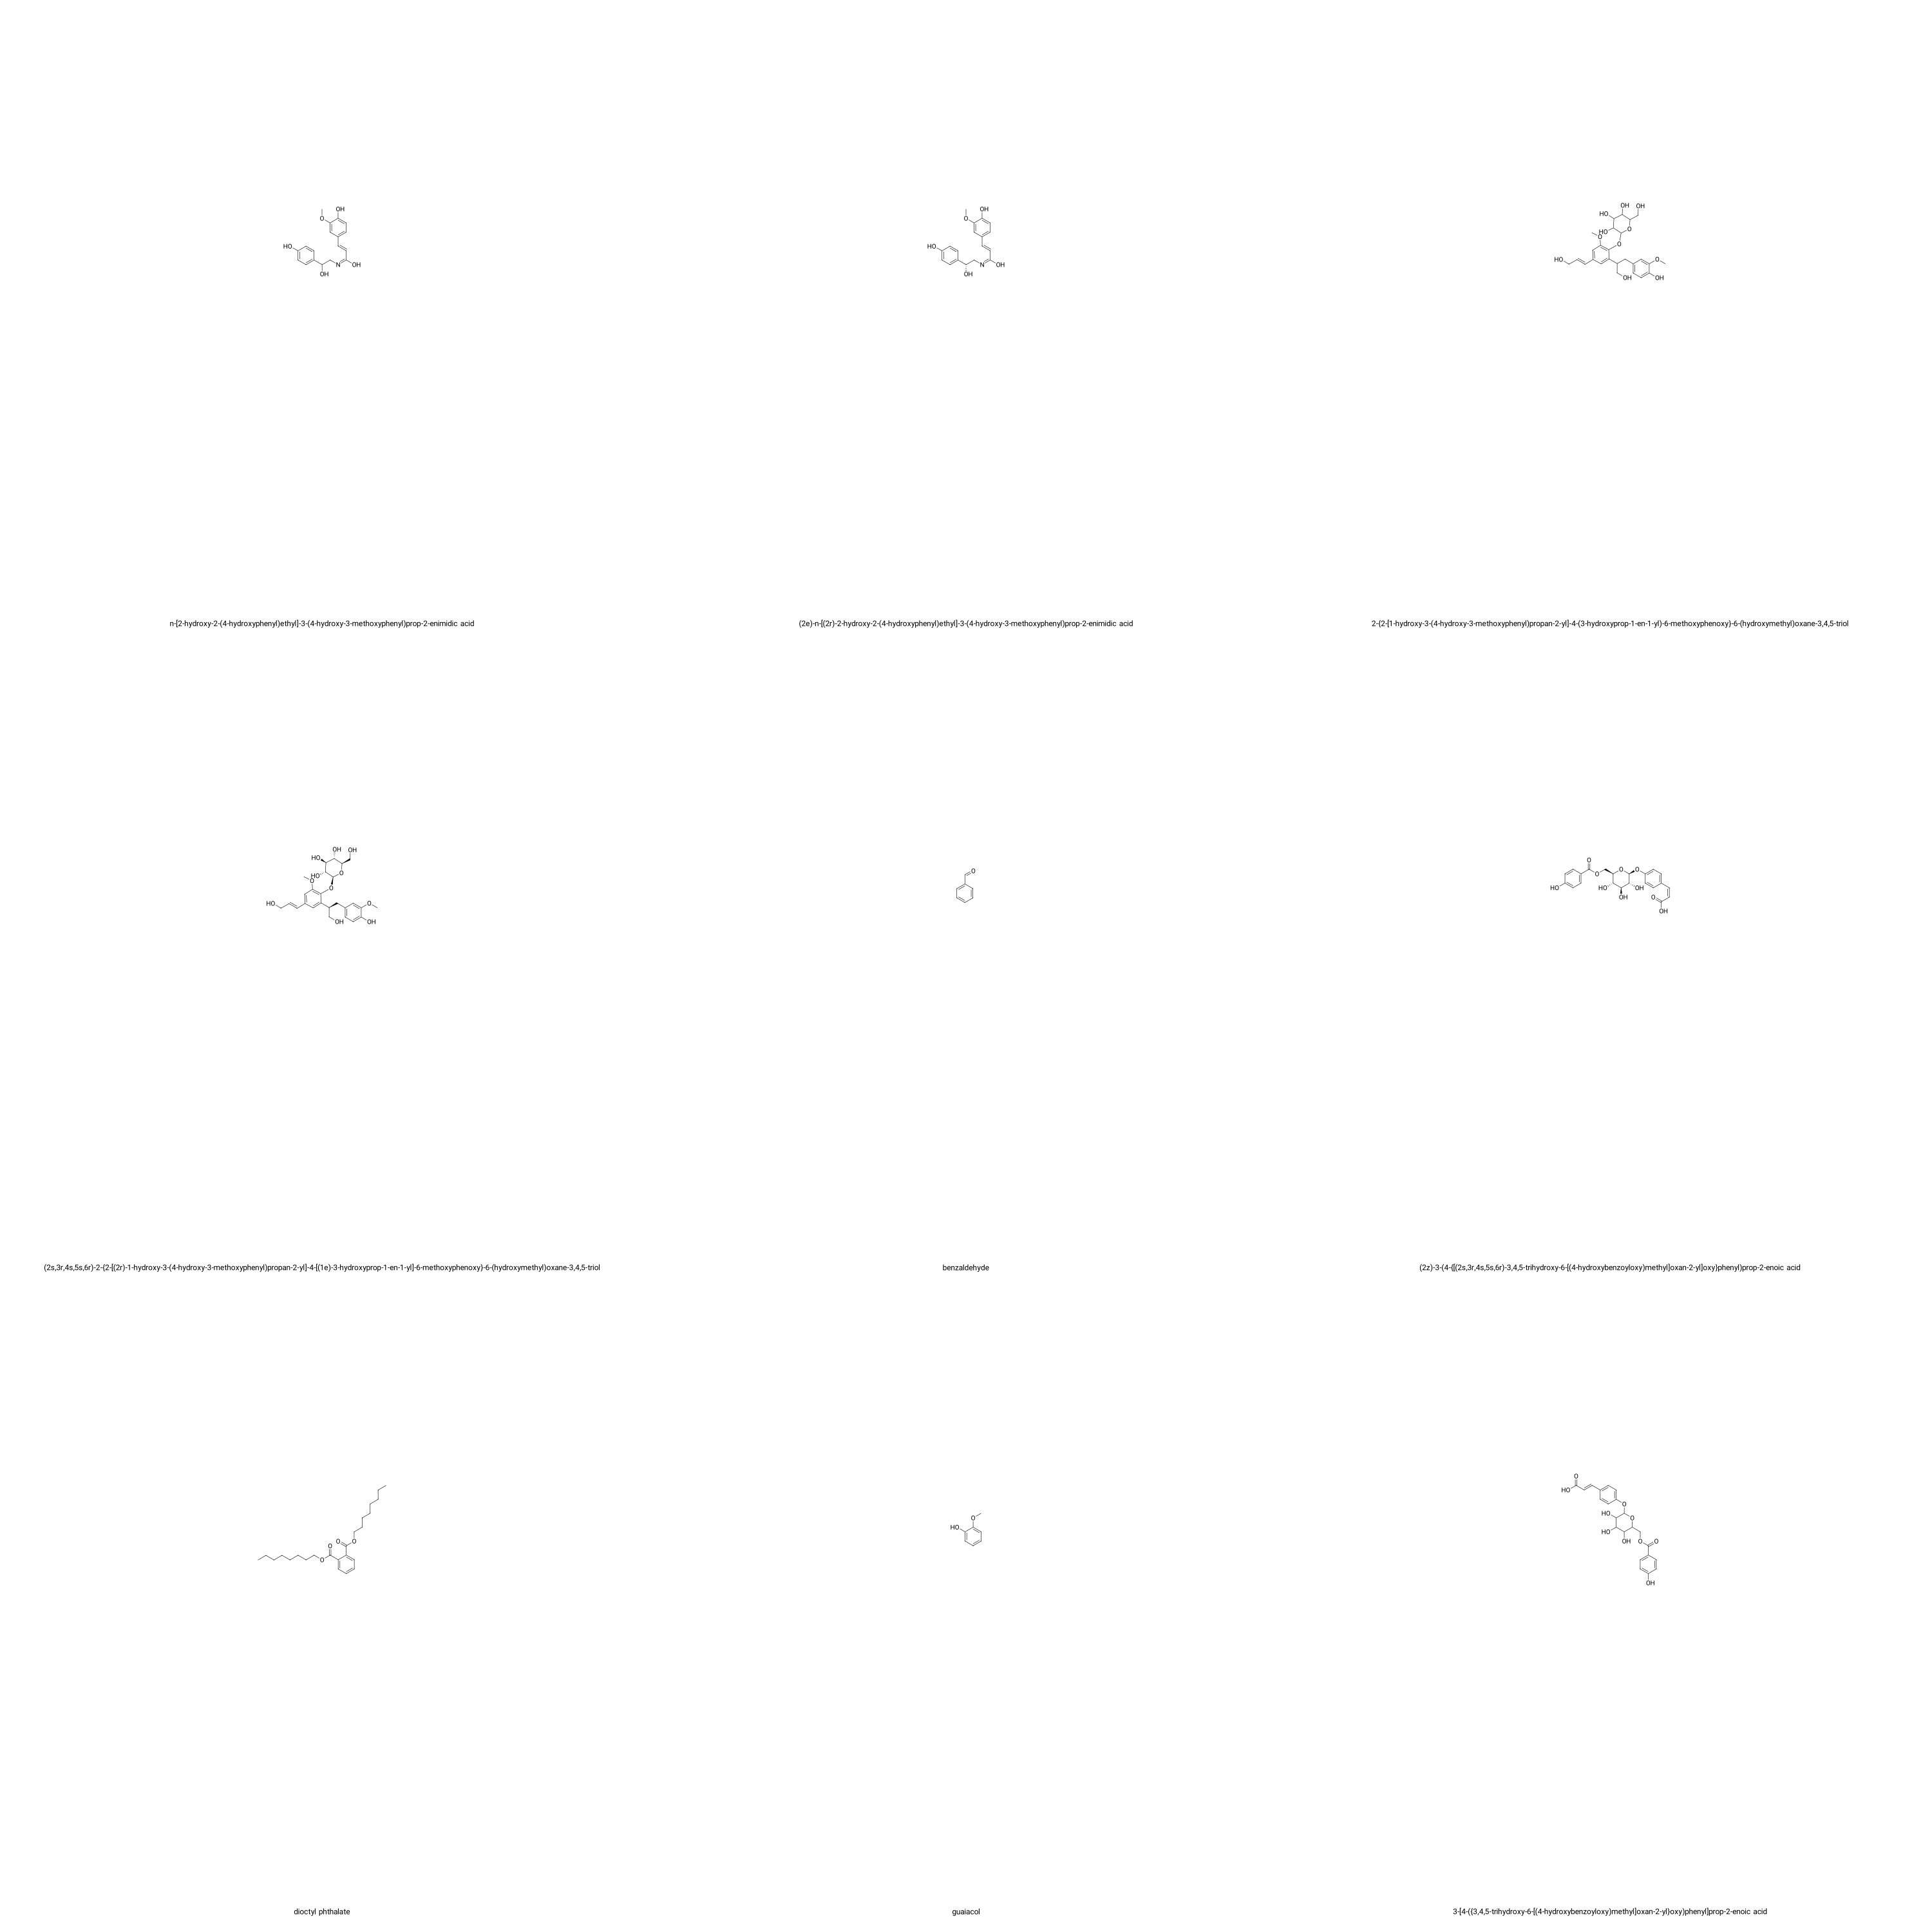 OH
O
HO
N
OH
OH
n-[2-hydroxy-2-(4-hydroxyphenyl)ethyl]-3-(4-hydroxy-3-methoxyphenyl)prop-2-enimidic acid
OH
O
HO
N
OH
OH
(2e)-n-[(2r)-2-hydroxy-2-(4-hydroxyphenyl)ethyl]-3-(4-hydroxy-3-methoxyphenyl)prop-2-enimidic acid
OH
OH
HO
O
HO
O
O
HO
O
OH
OH
2-{2-[1-hydroxy-3-(4-hydroxy-3-methoxyphenyl)propan-2-yl]-4-(3-hydroxyprop-1-en-1-yl)-6-methoxyphenoxy}-6-(hydroxymethyl)oxane-3,4,5-triol
OH
OH
HO
O
HO
O
O
HO
O
OH
OH
(2s,3r,4s,5s,6r)-2-{2-[(2r)-1-hydroxy-3-(4-hydroxy-3-methoxyphenyl)propan-2-yl]-4-[(1e)-3-hydroxyprop-1-en-1-yl]-6-methoxyphenoxy}-6-(hydroxymethyl)oxane-3,4,5-triol
O
benzaldehyde
O
O
O
O
HO
HO
OH
OH
O
OH
(2z)-3-(4-{[(2s,3r,4s,5s,6r)-3,4,5-trihydroxy-6-[(4-hydroxybenzoyloxy)methyl]oxan-2-yl]oxy}phenyl)prop-2-enoic acid
O
O
O
O
dioctyl phthalate
O
HO
guaiacol
O
HO
O
HO
O
HO
OH
O
O
OH
3-[4-({3,4,5-trihydroxy-6-[(4-hydroxybenzoyloxy)methyl]oxan-2-yl}oxy)phenyl]prop-2-enoic acid